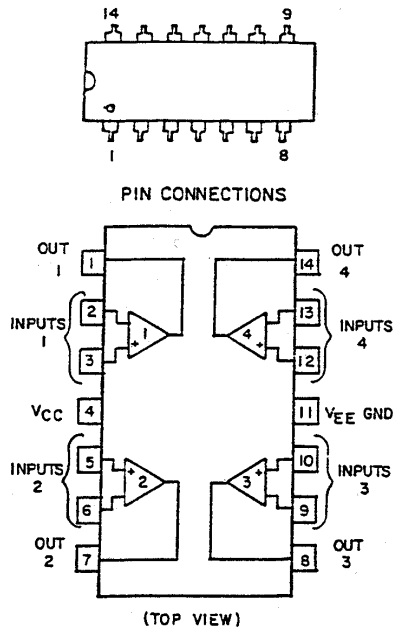 14 9
1 8
PIN CONNECTIONS
OUT 1
1
14
OUT 4
INPUTS 1
2
3
- + 1
4 +
13
12
INPUTS 4
VCC
4
11
VEE GND
INPUTS 2
5
6
+ 2
3 +
10
9
INPUTS 3
OUT 2
7
8
OUT 3
(TOP VIEW)